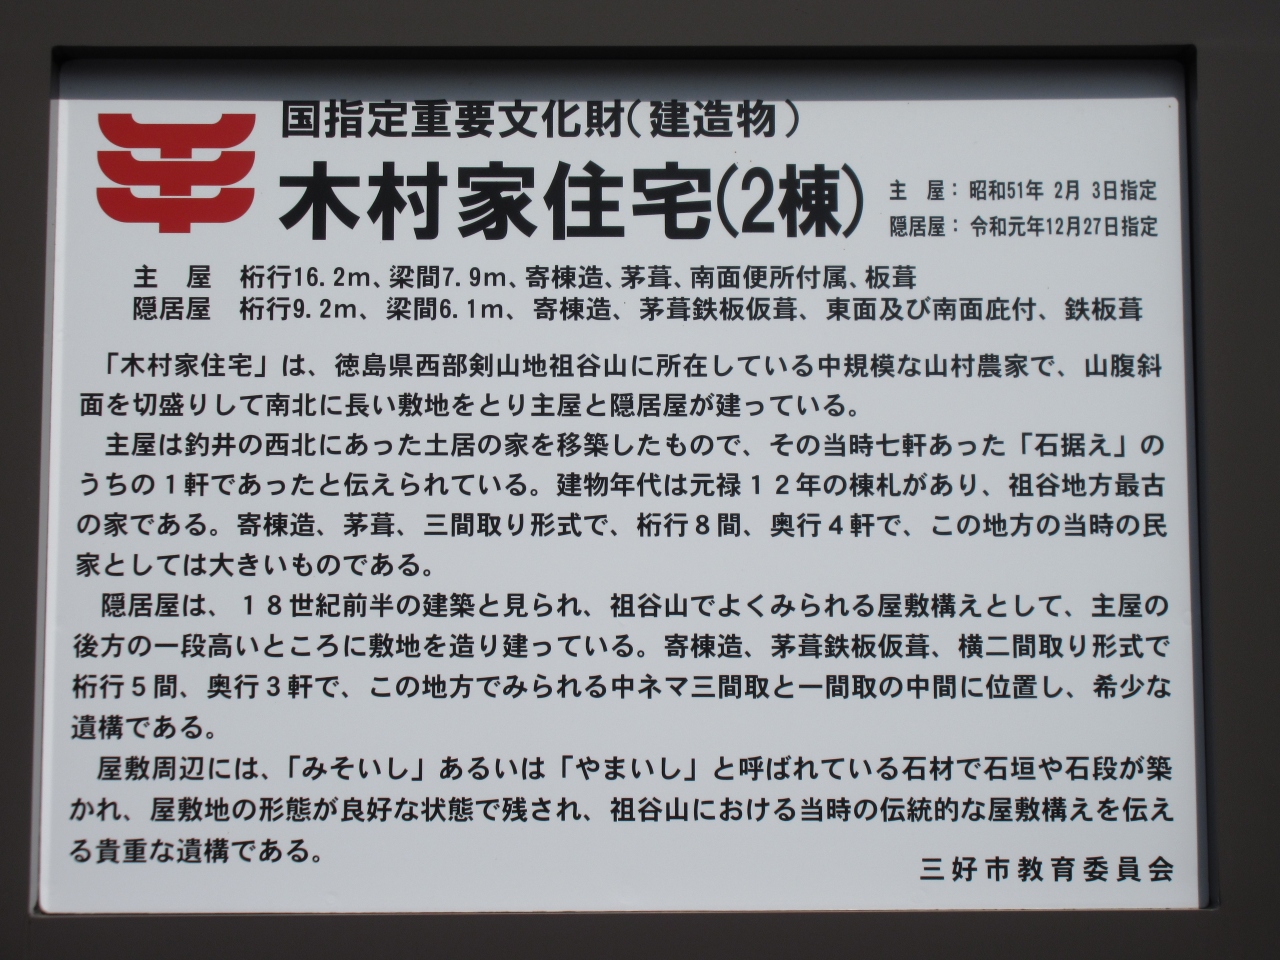 国指定重要文化財(建造物)
木村家住宅(2棟)
主　屋：昭和51年 2月 3日指定
隠居屋：令和元年12月27日指定
主　屋　桁行16.2m、梁間7.9m、寄棟造、茅葺、南面便所付属、板葺
隠居屋　桁行9.2m、梁間6.1m、寄棟造、茅葺鉄板仮葺、東面及び南面庇付、鉄板葺
「木村家住宅」は、徳島県西部剣山地祖谷山に所在している中規模な山村農家で、山腹斜
面を切盛りして南北に長い敷地をとり主屋と隠居屋が建っている。
主屋は釣井の西北にあった土居の家を移築したもので、その当時七軒あった「石据え」の
うちの１軒であったと伝えられている。建物年代は元禄１２年の棟札があり、祖谷地方最古
の家である。寄棟造、茅葺、三間取り形式で、桁行８間、奥行４軒で、この地方の当時の民
家としては大きいものである。
隠居屋は、１８世紀前半の建築と見られ、祖谷山でよくみられる屋敷構えとして、主屋の
後方の一段高いところに敷地を造り建っている。寄棟造、茅葺鉄板仮葺、横二間取り形式で
桁行５間、奥行３軒で、この地方でみられる中ネマ三間取と一間取の中間に位置し、希少な
遺構である。
屋敷周辺には、「みそいし」あるいは「やまいし」と呼ばれている石材で石垣や石段が築
かれ、屋敷地の形態が良好な状態で残され、祖谷山における当時の伝統的な屋敷構えを伝え
る貴重な遺構である。
三好市教育委員会